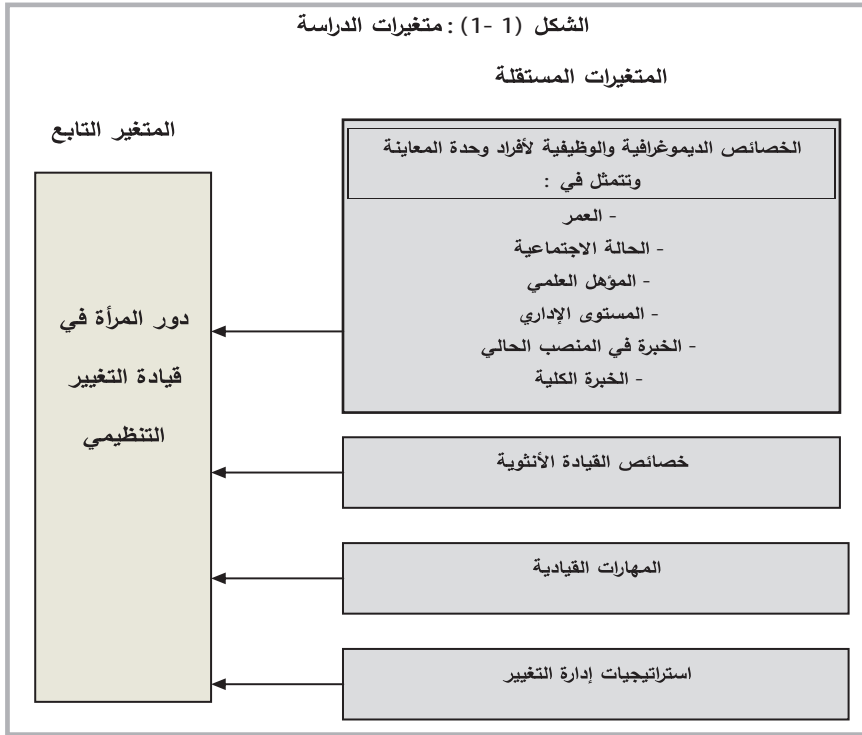 الشكل (1 -1) : متغيرات الدراسة
المتغيرات المستقلة
الخصائص الديموغرافية والوظيفية لأفراد وحدة المعاينة
وتتمثل في :
- العمر
- الحالة الاجتماعية
- المؤهل العلمي
- المستوى الإداري
- الخبرة في المنصب الحالي
- الخبرة الكلية
خصائص القيادة الأنثوية
المهارات القيادية
استراتيجيات إدارة التغيير
المتغير التابع
دور المرأة في
قيادة التغيير
التنظيمي